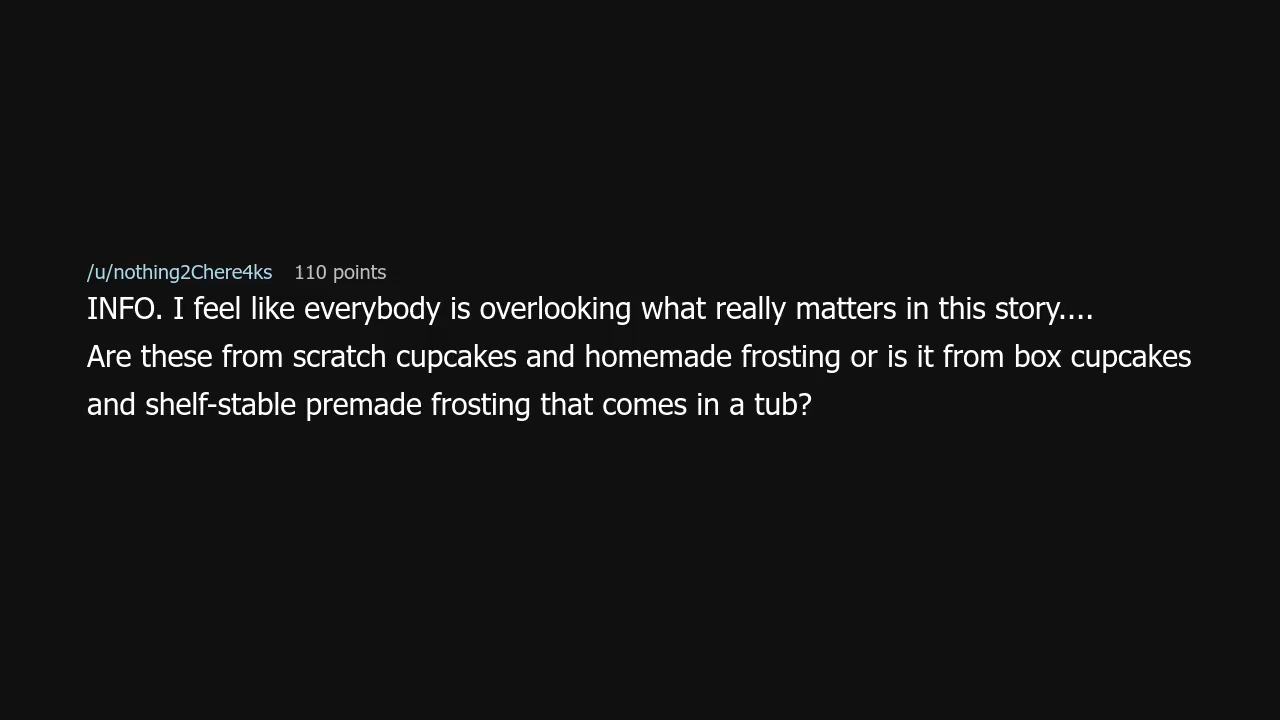 /u/nothing2Chere4ks 110 points
INFO. I feel like everybody is overlooking what really matters in this story....
Are these from scratch cupcakes and homemade frosting or is it from box cupcakes
and shelf-stable premade frosting that comes in a tub?